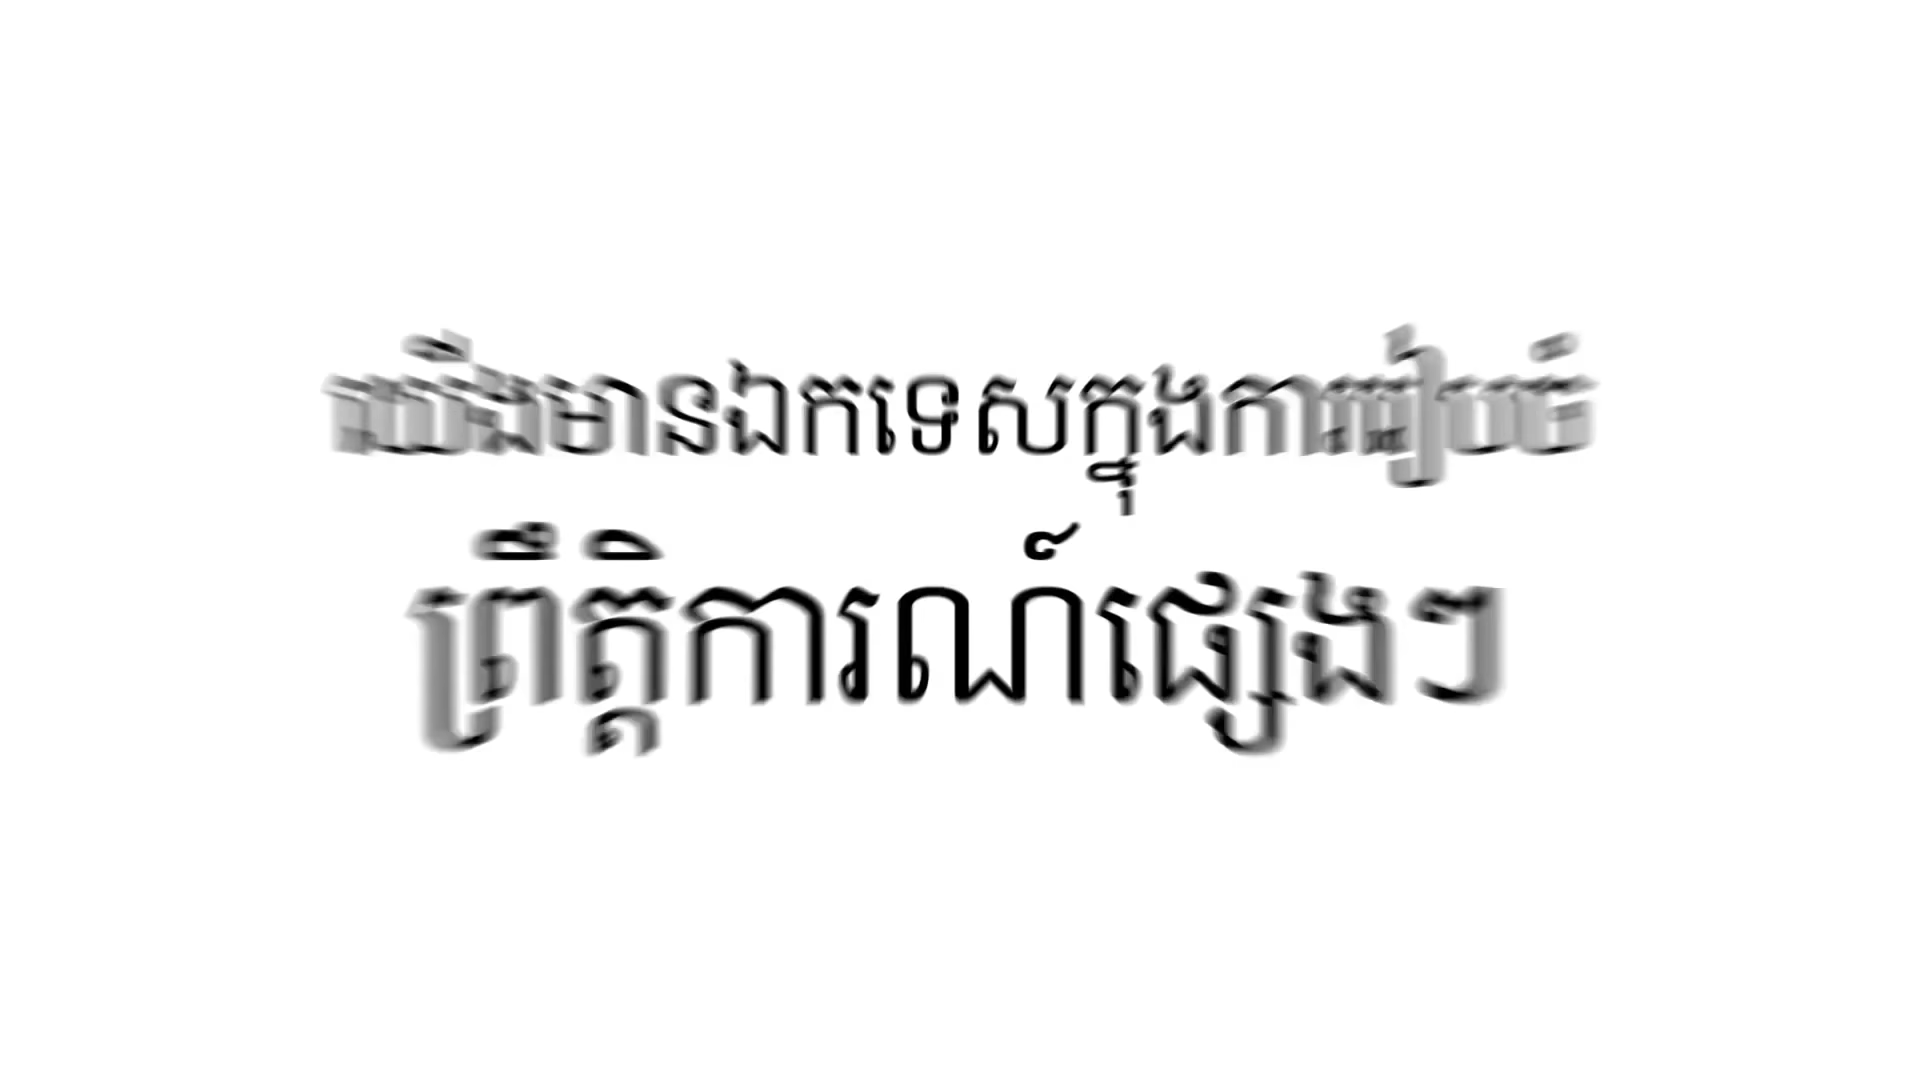 យើងមានឯកទេសក្នុងការរៀបចំ
ព្រឹត្តិការណ៍ផ្សេងៗ